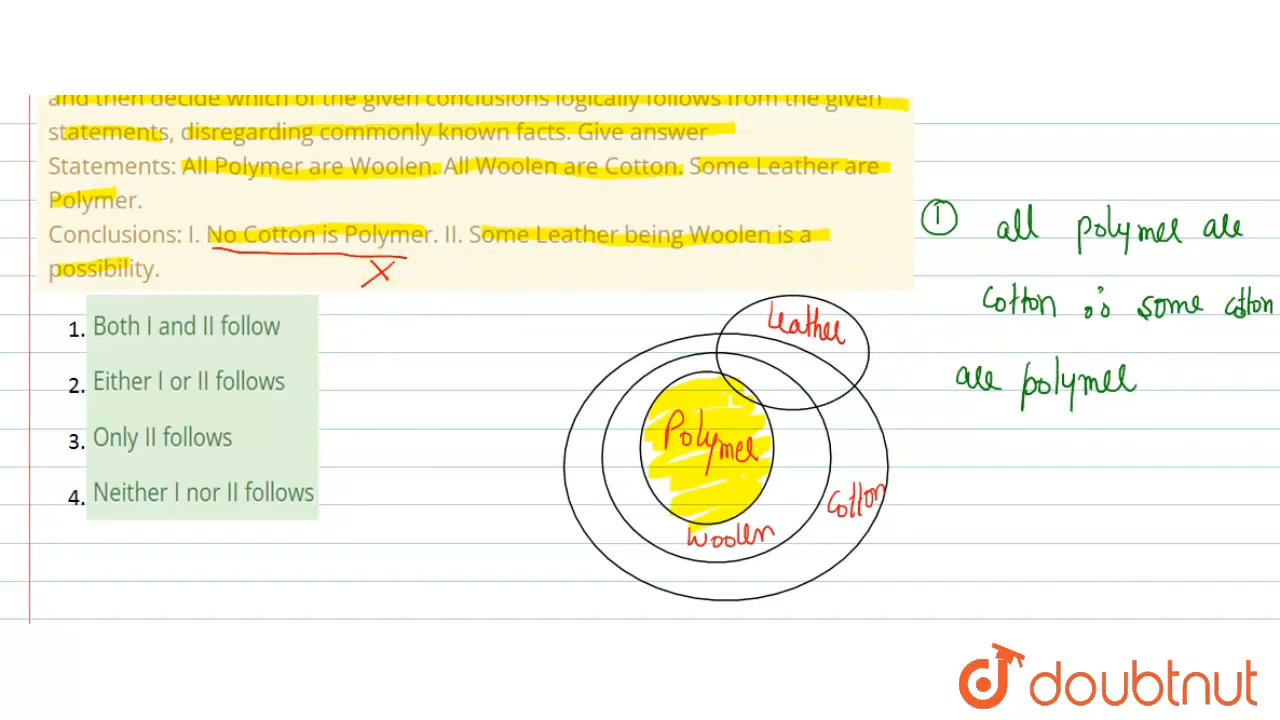 and then decide which of the given conclusions logically follows from the given
statements, disregarding commonly known facts. Give answer
Statements: All Polymer are Woolen. All Woolen are Cotton. Some Leather are
Polymer.
Conclusions: I. No Cotton is Polymer. II. Some Leather being Woolen is a
possibility.
X
1. Both I and II follow
2. Either I or II follows
3. Only II follows
4. Neither I nor II follows
Leather
Polymer
Woolen
Cotton
① all polymer are
Cotton ∴ some cotton
are polymer
doubtnut